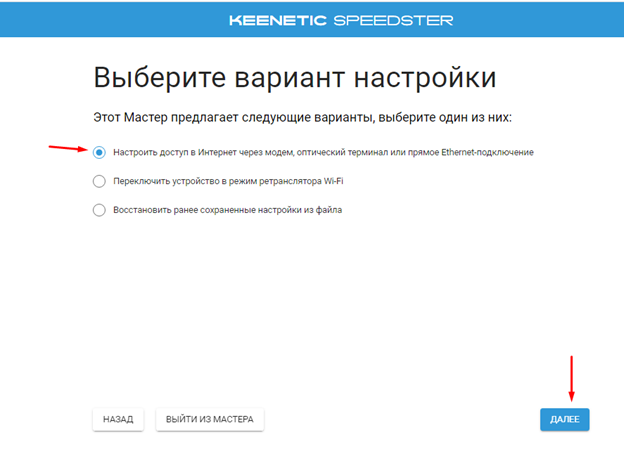 KEENETIC SPEEDSTER
Выберите вариант настройки
Этот Мастер предлагает следующие варианты, выберите один из них:
Настроить доступ в Интернет через модем, оптический терминал или прямое Ethernet-подключение
Переключить устройство в режим ретранслятора Wi-Fi
Восстановить ранее сохраненные настройки из файла
НАЗАД ВЫЙТИ ИЗ МАСТЕРА ДАЛЕЕ